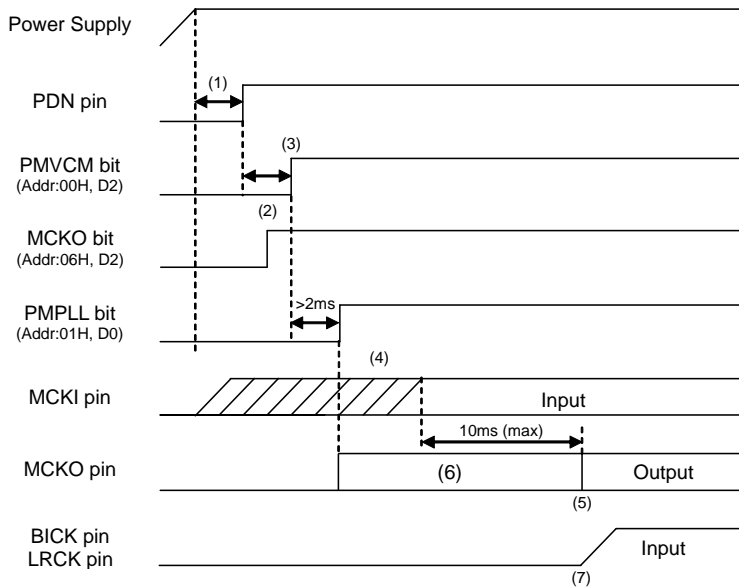 Power Supply
(1)
PDN pin
(3)
PMVCM bit
(Addr:00H, D2)
(2)
MCKO bit
(Addr:06H, D2)
>2ms
PMPLL bit
(Addr:01H, D0)
(4)
MCKI pin
Input
10ms (max)
MCKO pin
(6)
Output
(5)
BICK pin
LRCK pin
Input
(7)